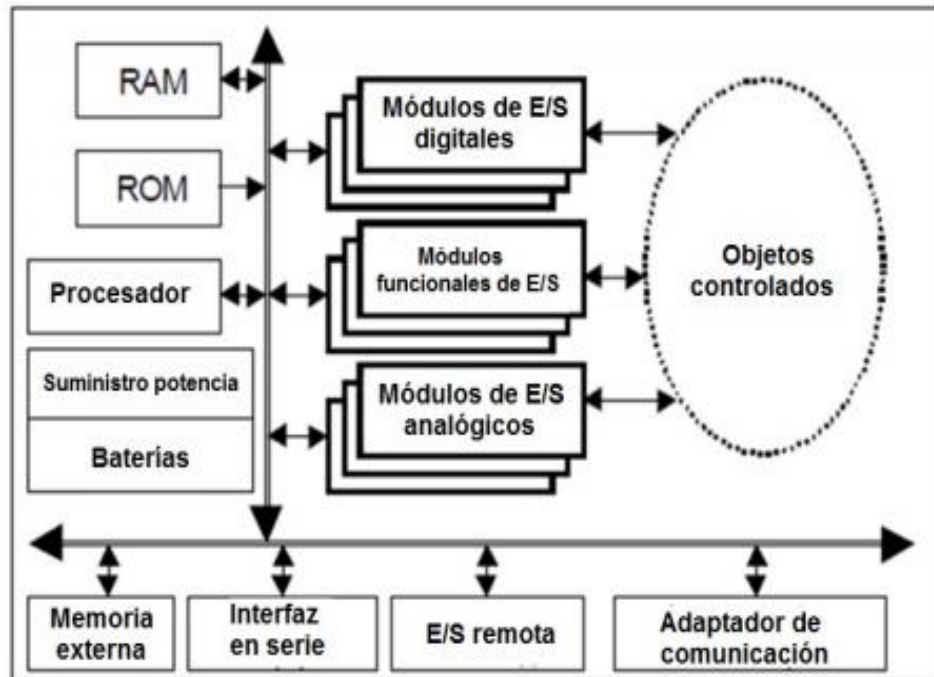 RAM
ROM
Procesador
Suministro potencia
Baterias
Módulos de E/S
digitales
Módulos
funcionales de E/S
Módulos de E/S
analógicos
Objetos
controlados
Memoria
externa
Interfaz
en serie
E/S remota
Adaptador de
comunicación